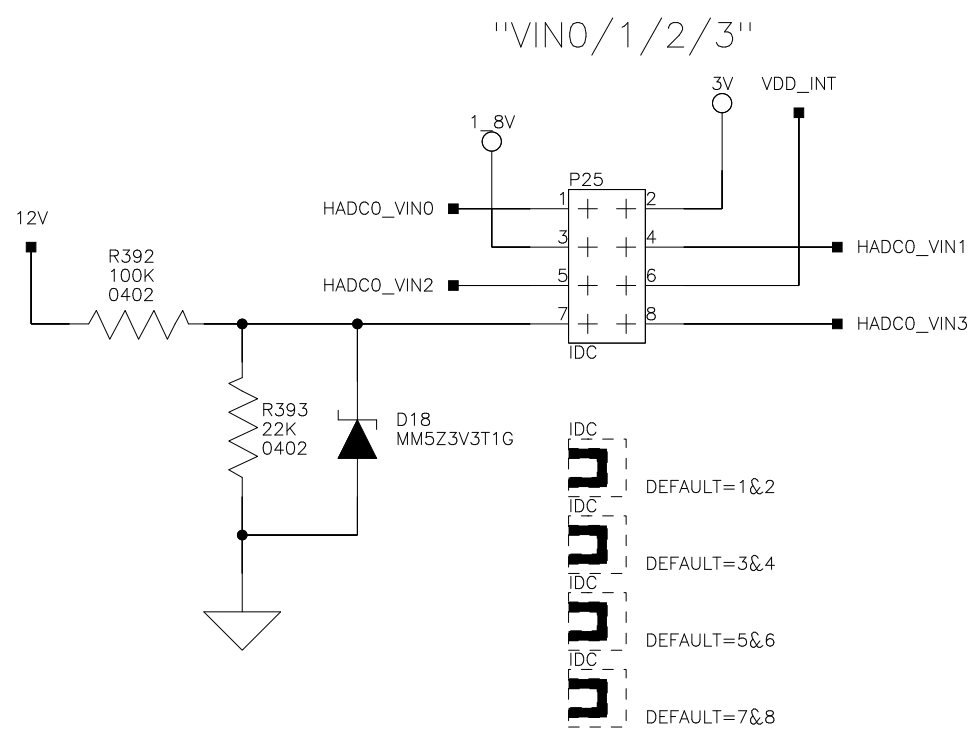 "VIN0/1/2/3"
3V
VDD_INT
1_8V
P25
1
2
HADC0_VIN0
12V
3
4
HADC0_VIN1
R392
100K
0402
HADC0_VIN2
5
6
7
8
HADC0_VIN3
IDC
R393
22K
0402
D18
MM5Z3V3T1G
IDC
DEFAULT=1&2
IDC
DEFAULT=3&4
IDC
DEFAULT=5&6
IDC
DEFAULT=7&8